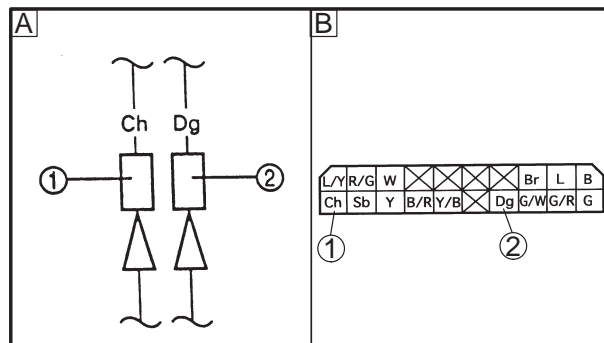 A
Ch Dg
① ②
B
L/Y R/G W Br L B
Ch Sb Y B/R Y/B Dg G/W G/R G
① ②